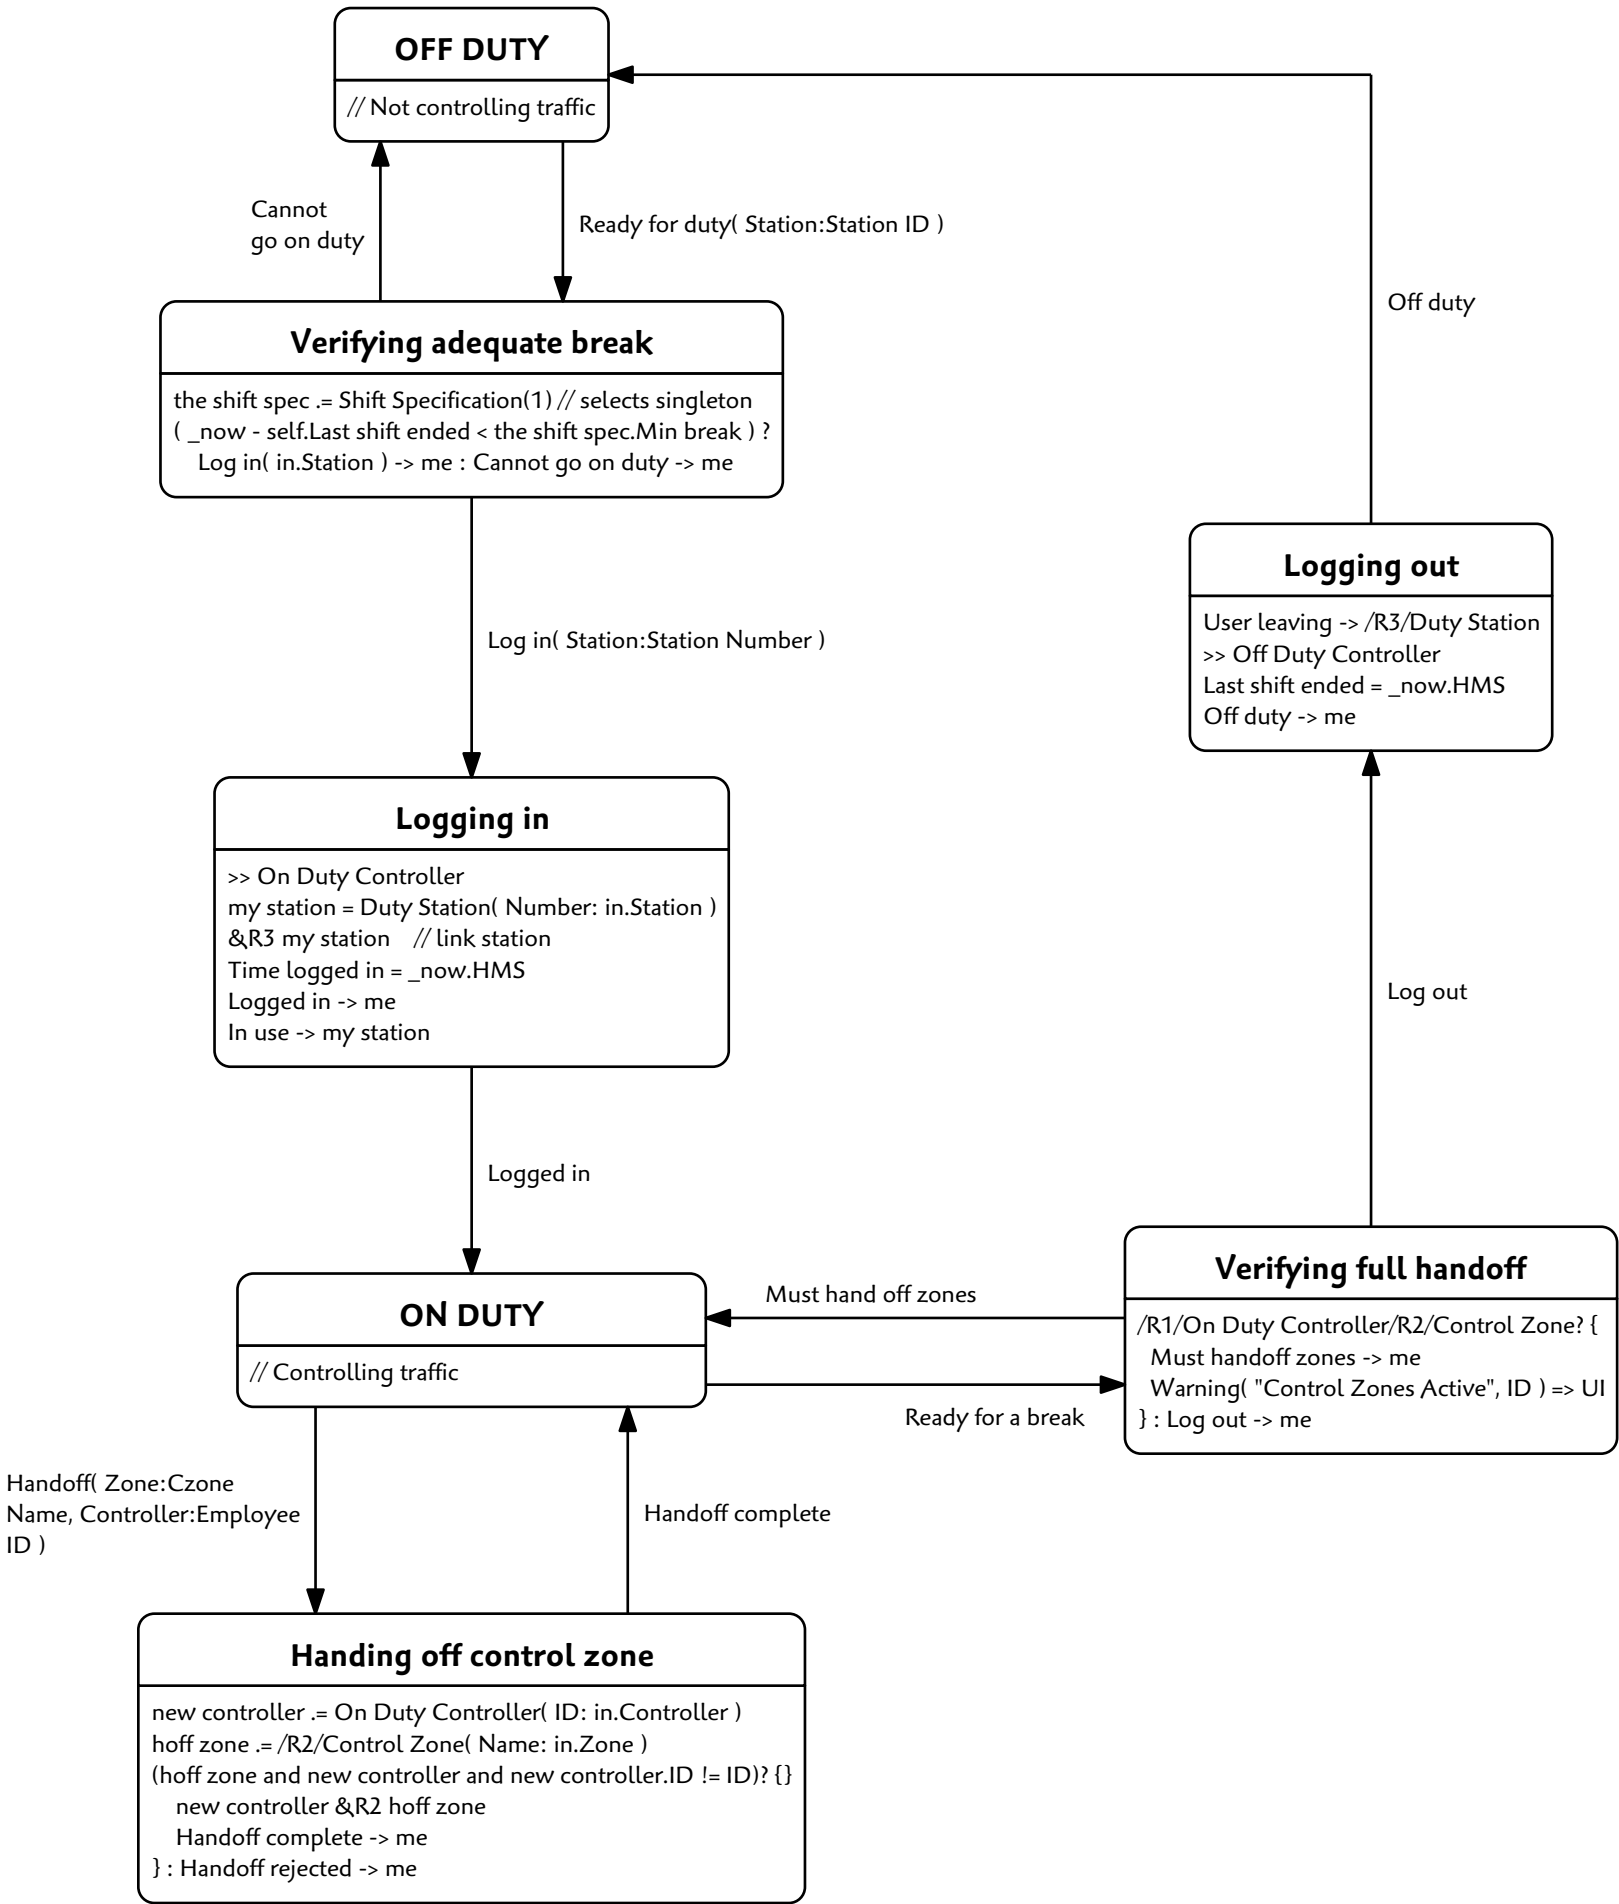 OFF DUTY
// Not controlling traffic
Cannot
go on duty
Ready for duty( Station:Station ID )
Off duty
Verifying adequate break
the shift spec .= Shift Specification(1) // selects singleton
( _now - self.Last shift ended < the shift spec.Min break ) ?
Log in( in.Station ) -> me : Cannot go on duty -> me
Logging out
User leaving -> /R3/Duty Station
>> Off Duty Controller
Last shift ended = _now.HMS
Off duty -> me
Log in( Station:Station Number )
Logging in
>> On Duty Controller
my station = Duty Station( Number: in.Station )
&R3 my station // link station
Time logged in = _now.HMS
Logged in -> me
In use -> my station
Log out
Logged in
Verifying full handoff
/R1/On Duty Controller/R2/Control Zone? {
Must handoff zones -> me
Warning( "Control Zones Active", ID ) => UI
} : Log out -> me
Must hand off zones
ON DUTY
// Controlling traffic
Ready for a break
Handoff( Zone:Czone
Name, Controller:Employee
ID )
Handoff complete
Handing off control zone
new controller .= On Duty Controller( ID: in.Controller )
hoff zone .= /R2/Control Zone( Name: in.Zone )
(hoff zone and new controller and new controller.ID != ID)? {}
new controller &R2 hoff zone
Handoff complete -> me
} : Handoff rejected -> me